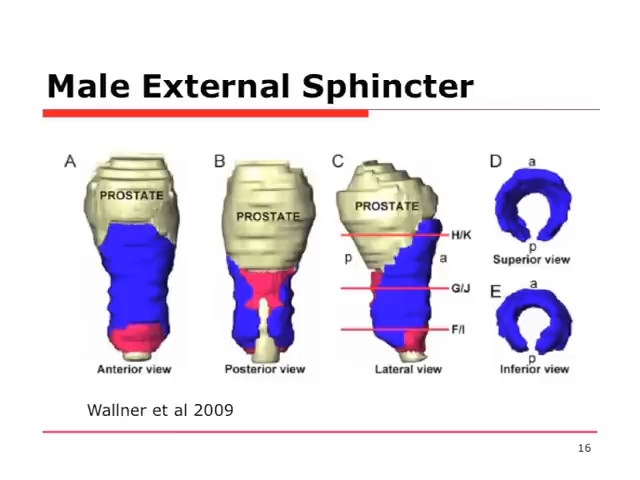 Male External Sphincter
A
B
C
D
a
PROSTATE
PROSTATE
PROSTATE
H/K
p
a
p
Superior view
G/J
E
a
F/I
p
Anterior view
Posterior view
Lateral view
Inferior view
Wallner et al 2009
16